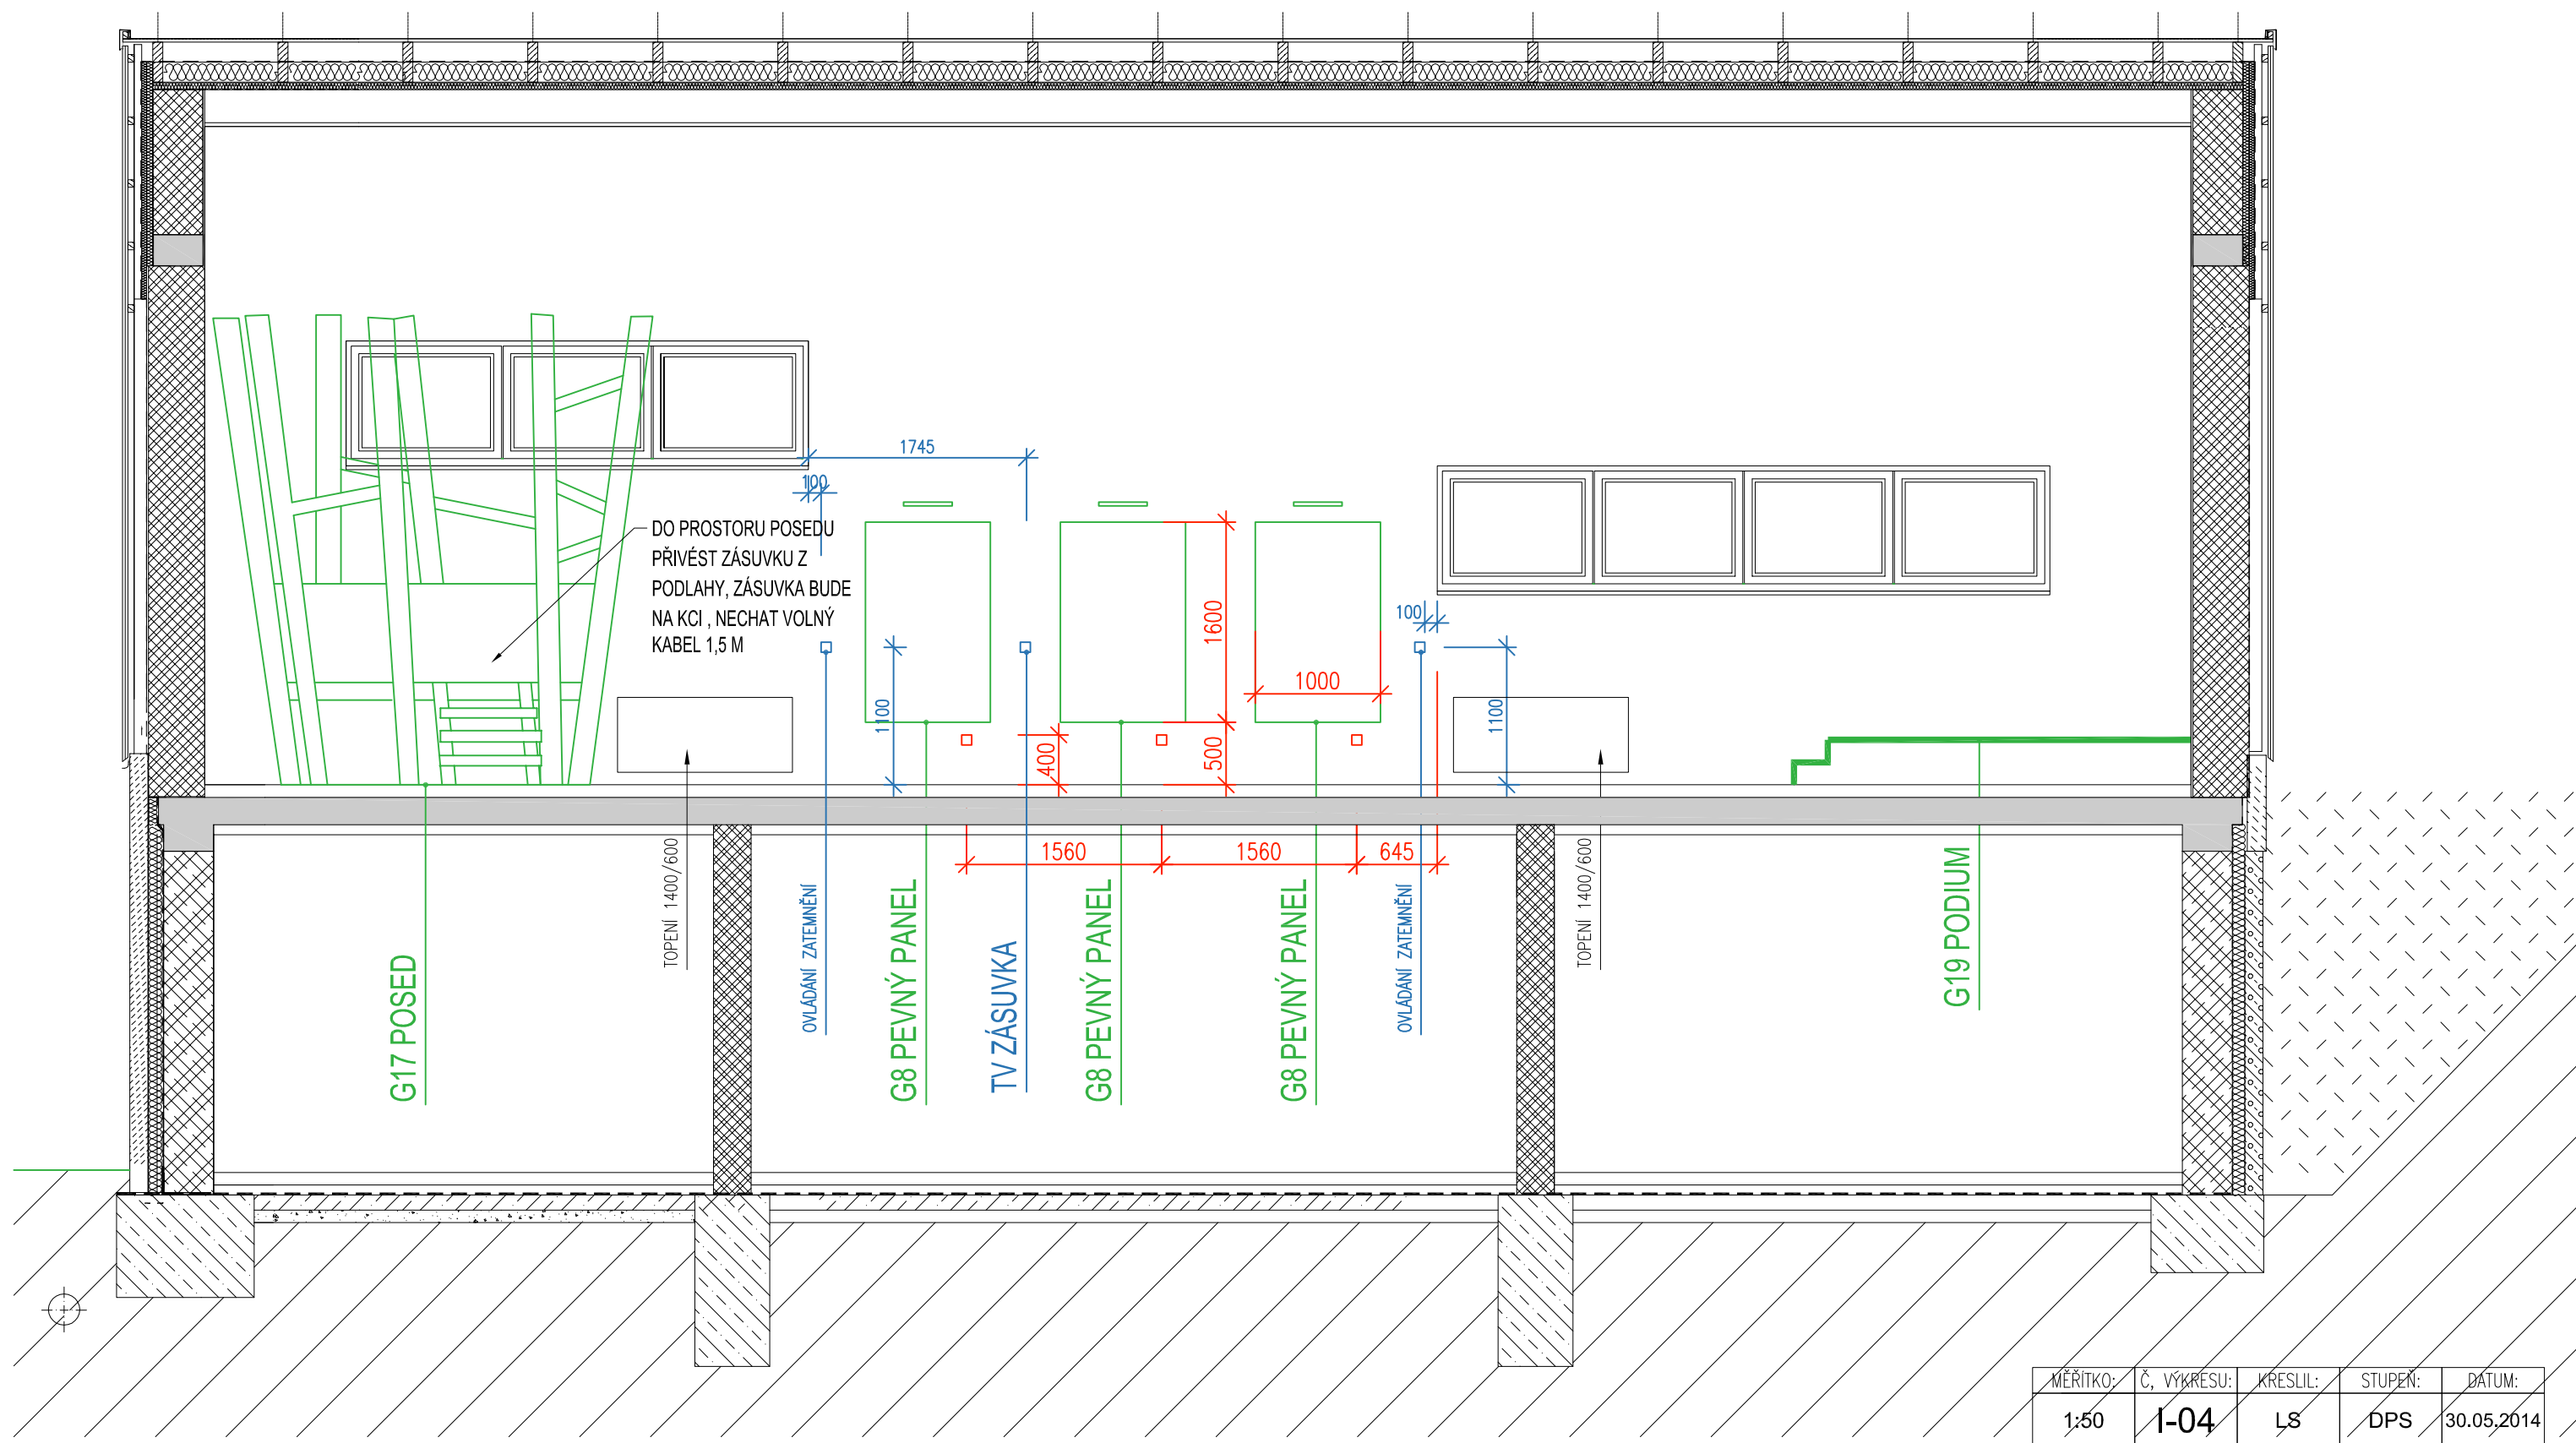 1745
100
DO PROSTORU POSEDU
PŘIVÉST ZÁSUVKU Z
PODLAHY, ZÁSUVKA BUDE
NA KCI , NECHAT VOLNÝ
KABEL 1,5 M
1600
100
1000
1100
1100
400
500
1560
1560
645
G17 POSED
TOPENÍ 1400/600
OVLÁDÁNÍ ZATEMNĚNÍ
G8 PEVNÝ PANEL
TV ZÁSUVKA
G8 PEVNÝ PANEL
G8 PEVNÝ PANEL
OVLÁDÁNÍ ZATEMNĚNÍ
TOPENÍ 1400/600
G19 PODIUM
MĚŘÍTKO: Č, VÝKRESU: KRESLIL: STUPEŇ: DATUM:
1:50 I-04 LS DPS 30.05.2014